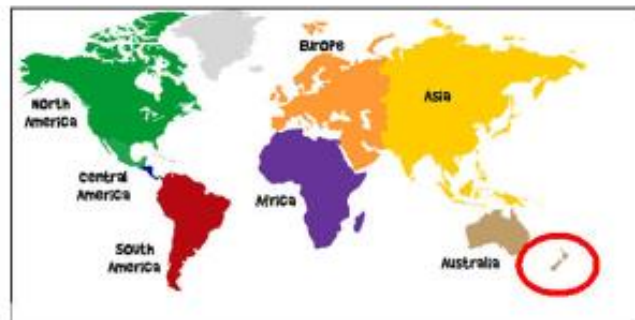 Europe
Asia
North
America
Central
America
Africa
South
America
Australia